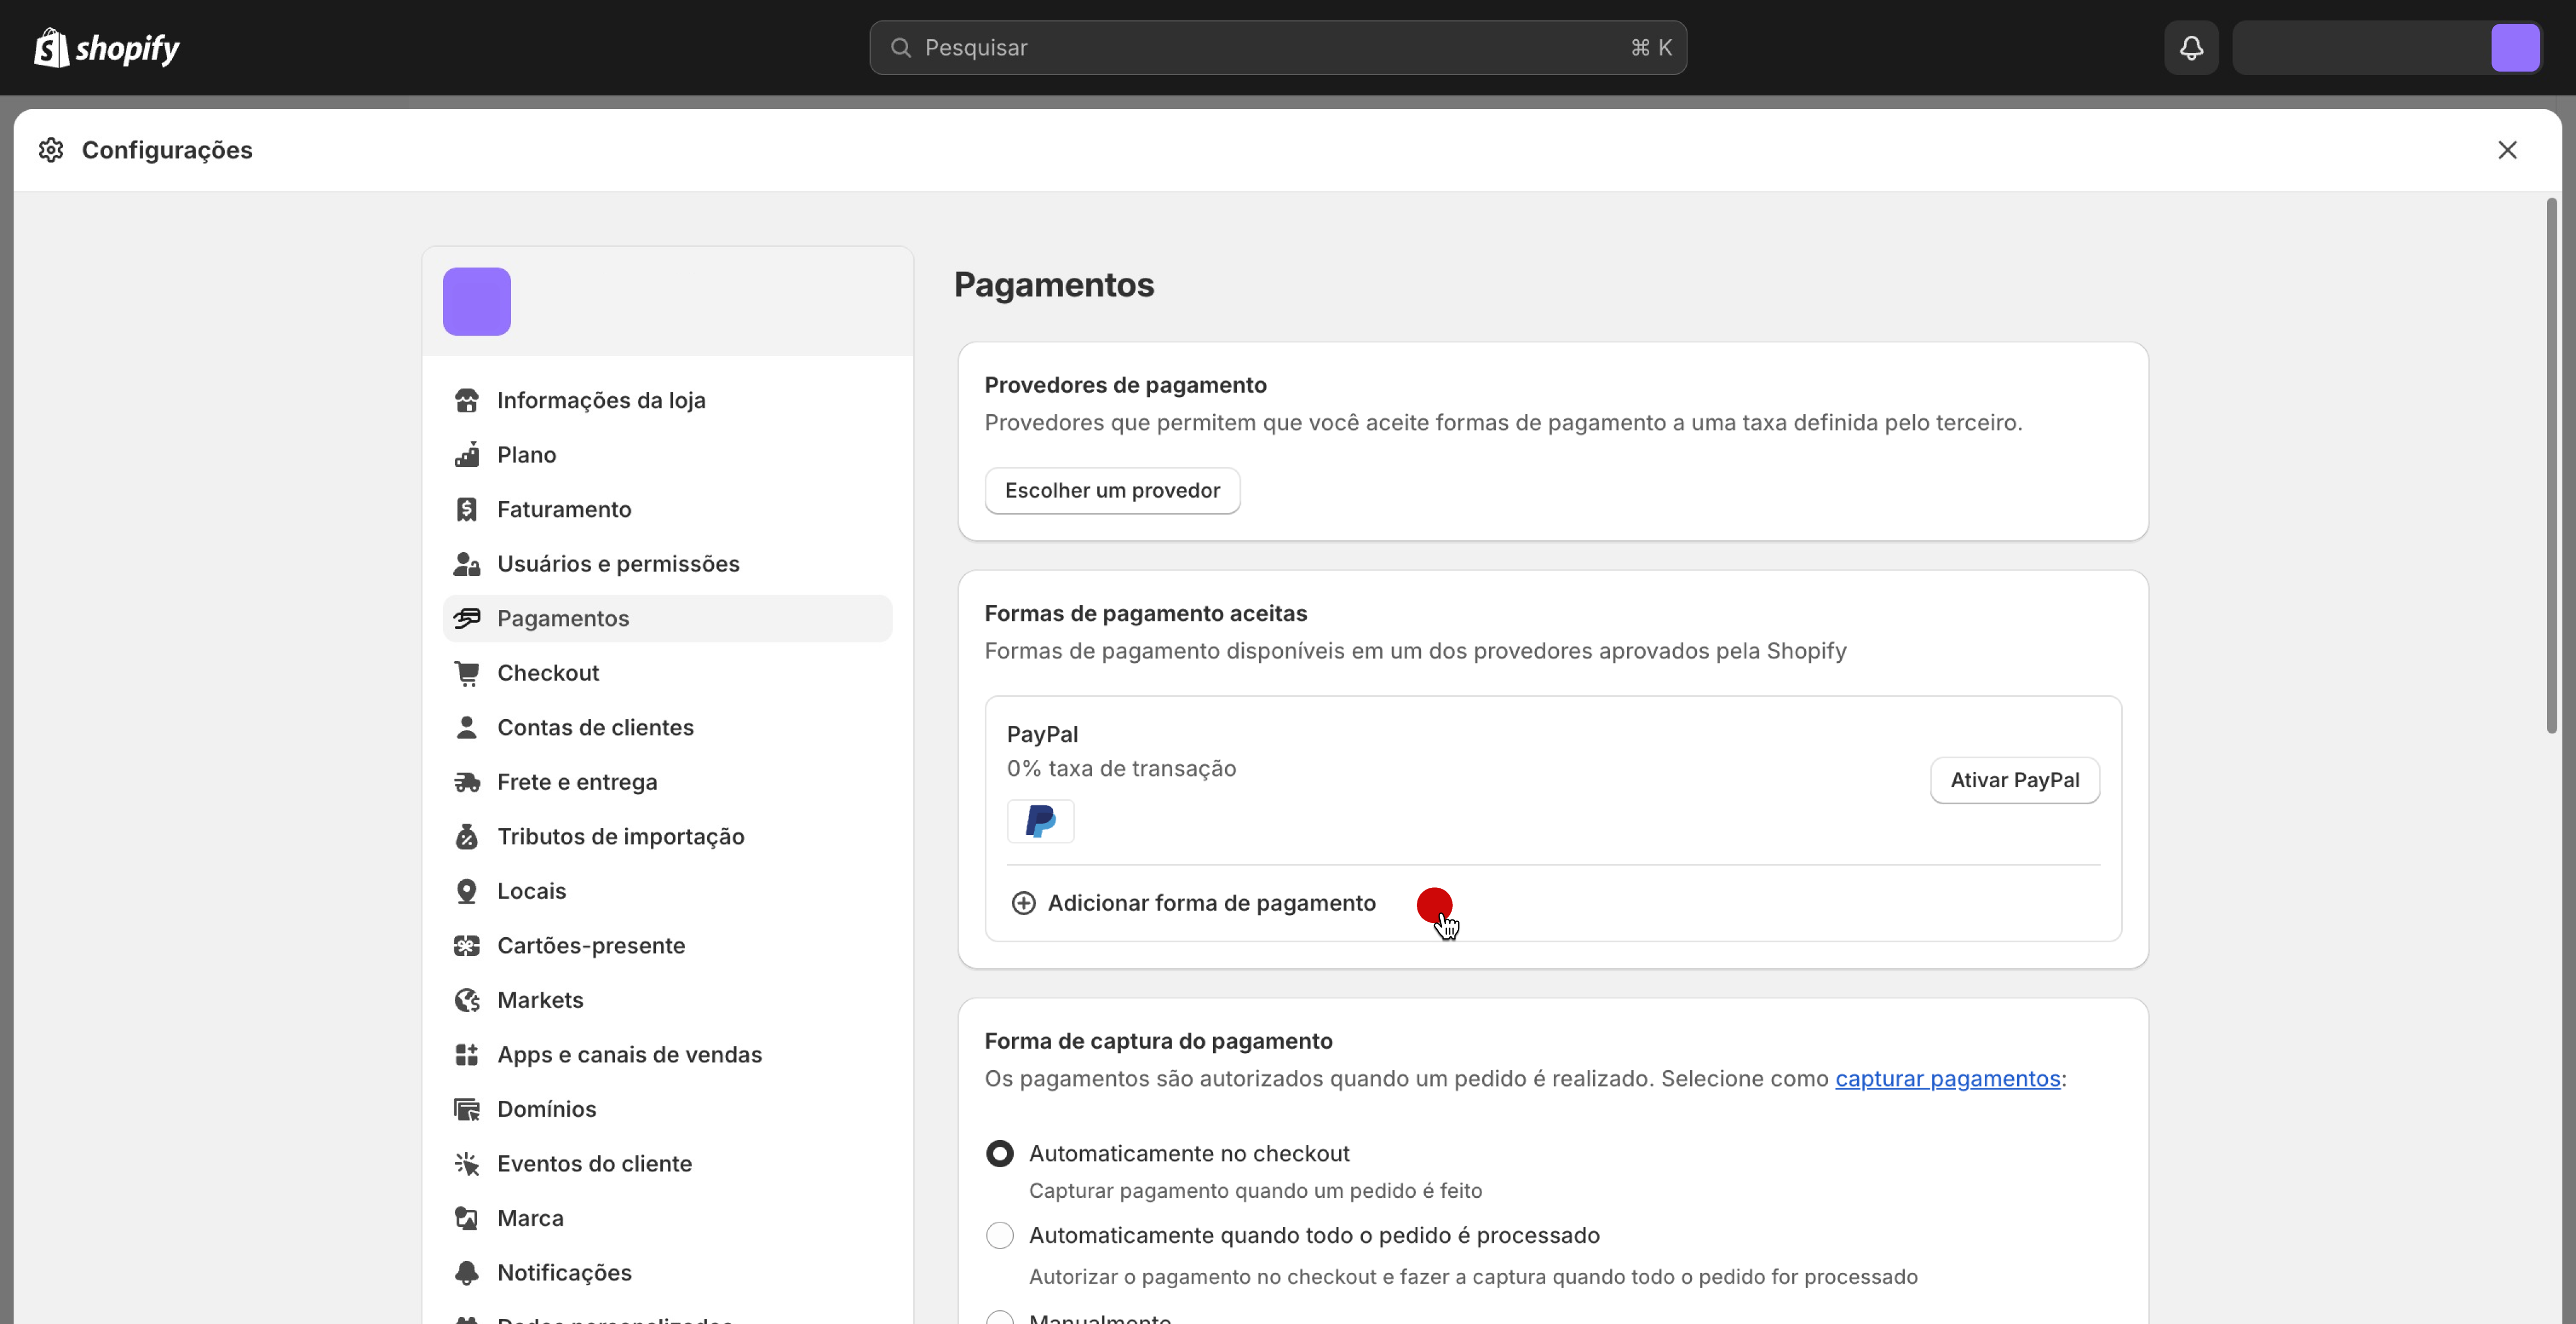 shopify
Pesquisar
⌘ K
Configurações
Informações da loja
Plano
Faturamento
Usuários e permissões
Pagamentos
Checkout
Contas de clientes
Frete e entrega
Tributos de importação
Locais
Cartões-presente
Markets
Apps e canais de vendas
Domínios
Eventos do cliente
Marca
Notificações
Dados personalizados
Pagamentos
Provedores de pagamento
Provedores que permitem que você aceite formas de pagamento a uma taxa definida pelo terceiro.
Escolher um provedor
Formas de pagamento aceitas
Formas de pagamento disponíveis em um dos provedores aprovados pela Shopify
PayPal
0% taxa de transação
Ativar PayPal
Adicionar forma de pagamento
Forma de captura do pagamento
Os pagamentos são autorizados quando um pedido é realizado. Selecione como capturar pagamentos:
Automaticamente no checkout
Capturar pagamento quando um pedido é feito
Automaticamente quando todo o pedido é processado
Autorizar o pagamento no checkout e fazer a captura quando todo o pedido for processado
Manualmente